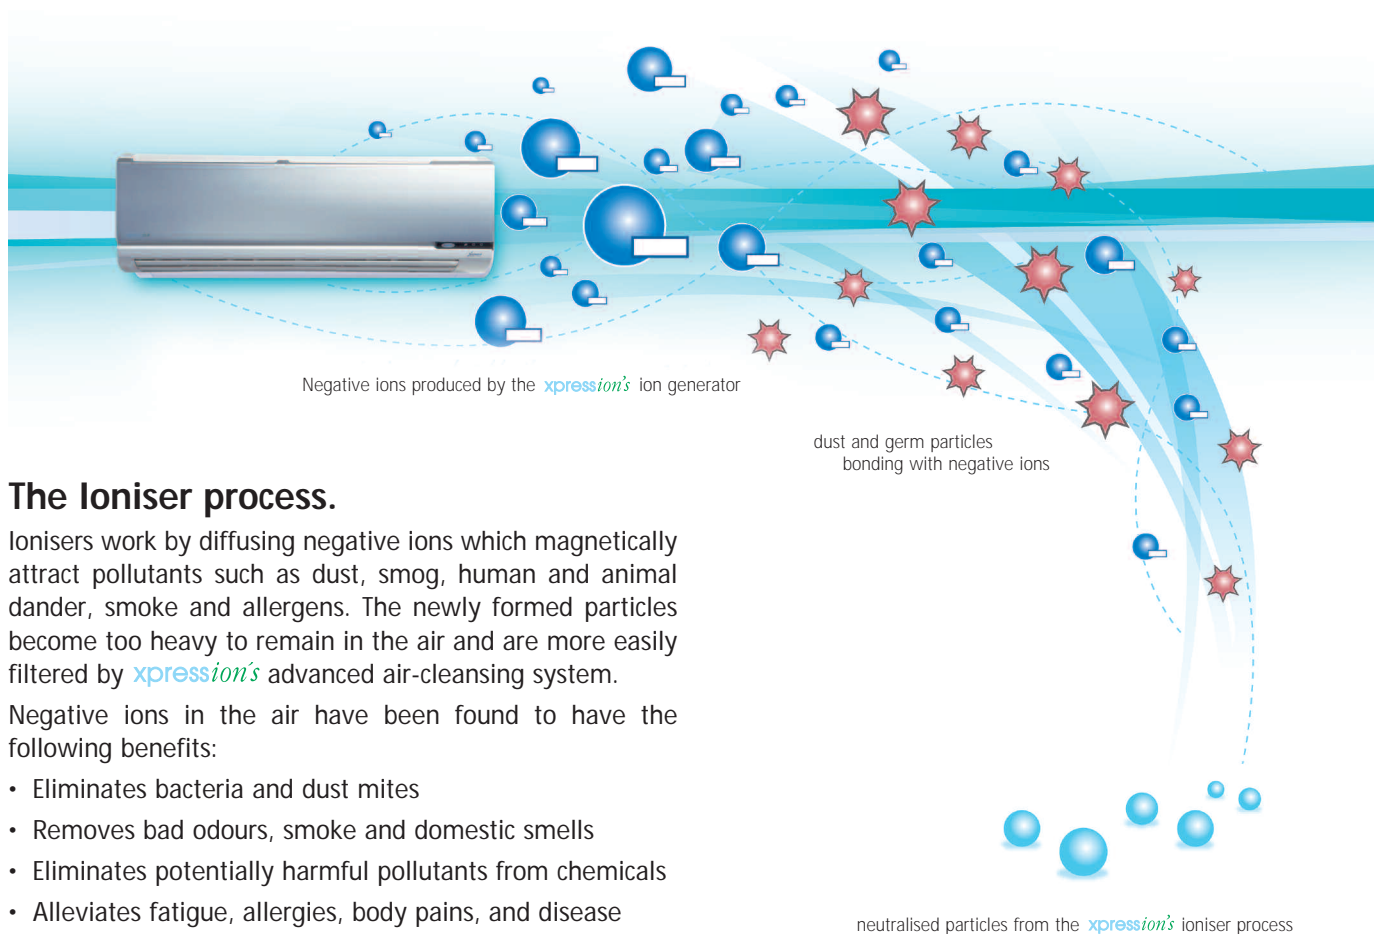 Negative ions produced by the xpression's ion generator
dust and germ particles
bonding with negative ions
The Ioniser process.
Ionisers work by diffusing negative ions which magnetically
attract pollutants such as dust, smog, human and animal
dander, smoke and allergens. The newly formed particles
become too heavy to remain in the air and are more easily
filtered by xpression's advanced air-cleansing system.
Negative ions in the air have been found to have the
following benefits:
• Eliminates bacteria and dust mites
• Removes bad odours, smoke and domestic smells
• Eliminates potentially harmful pollutants from chemicals
• Alleviates fatigue, allergies, body pains, and disease
neutralised particles from the xpression's ioniser process